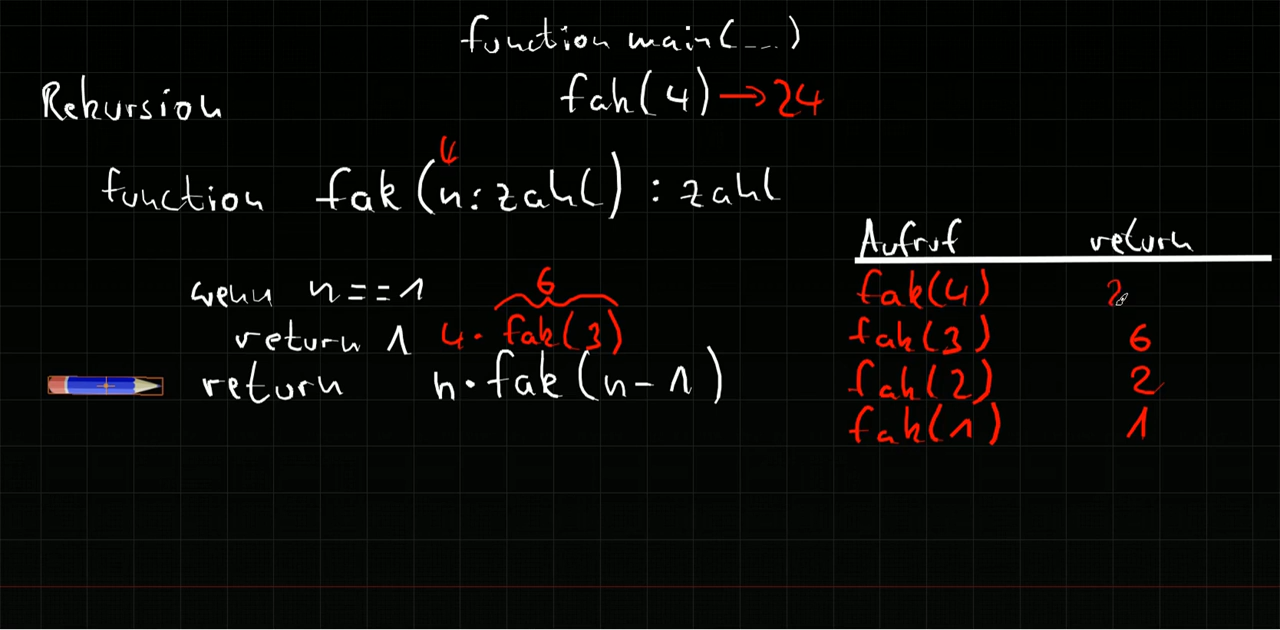 function main(....)
Rekursion
fak(4) → 24
4
function fak(n:zahl) : zahl
Aufruf return
wenn n==1
6
fak(4) 2
return 1
4 · fak(3)
fak(3) 6
return n·fak(n-1)
fak(2) 2
fak(1) 1